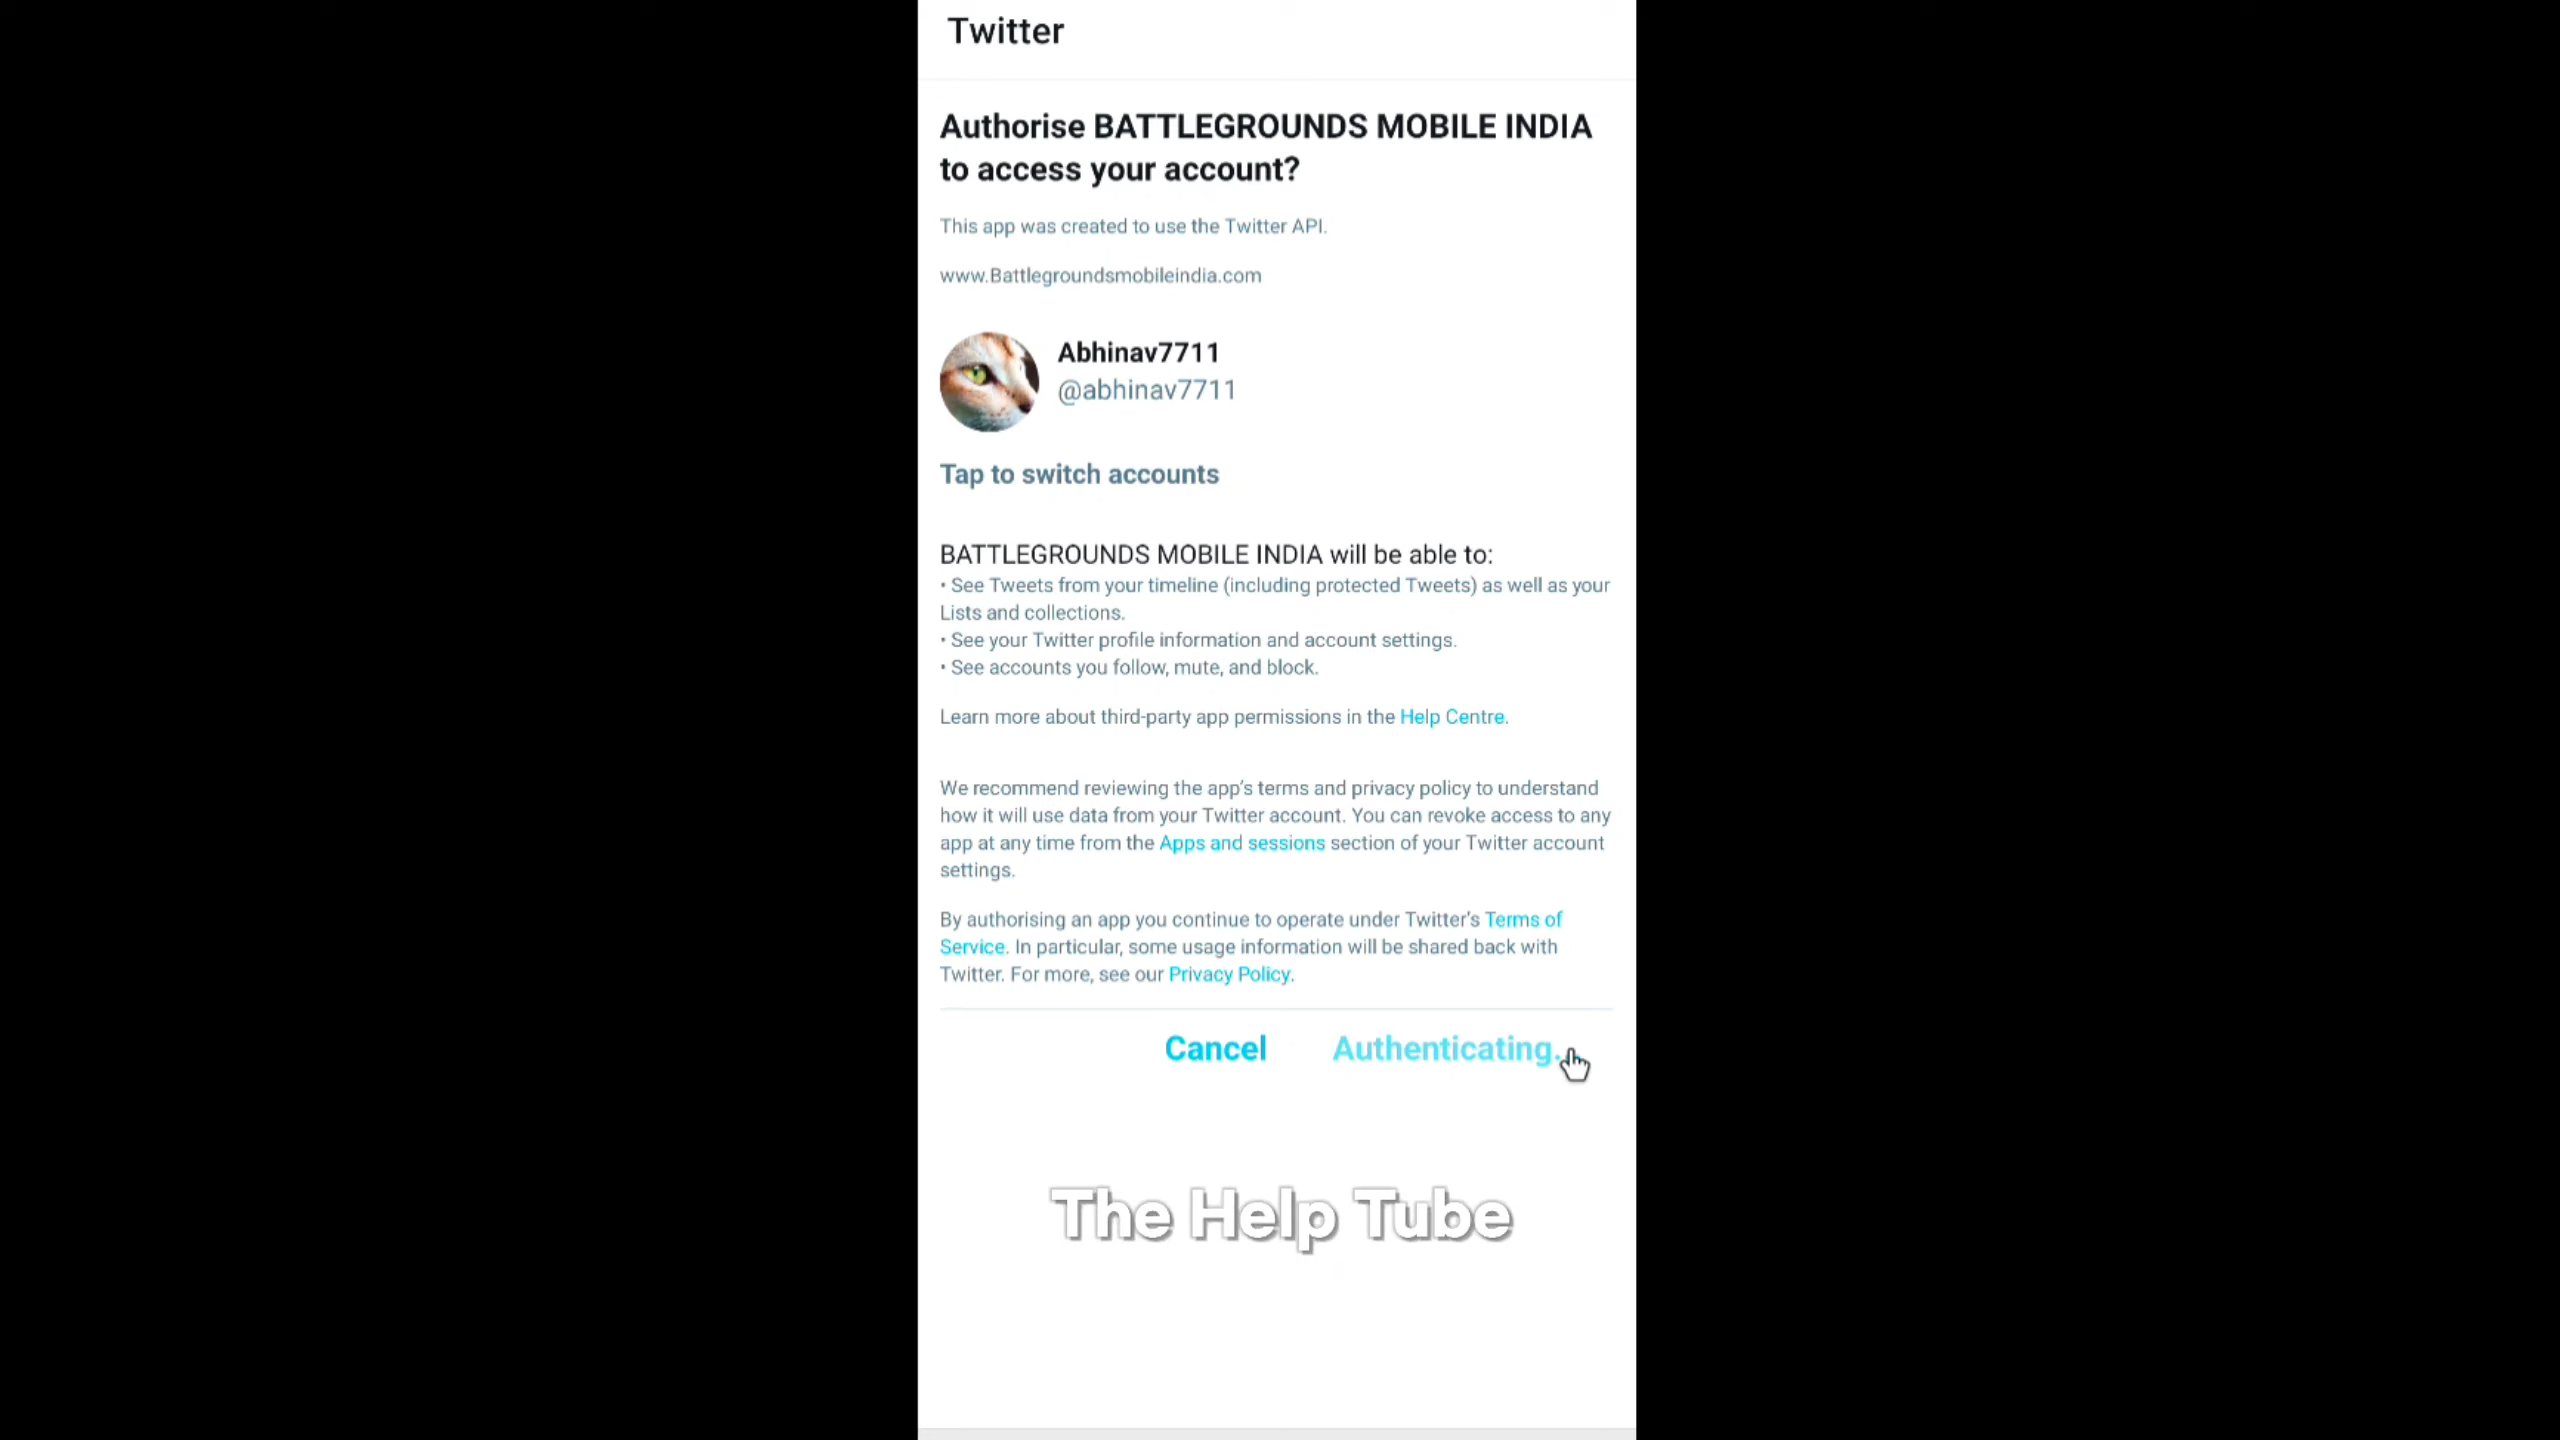 Twitter
Authorise BATTLEGROUNDS MOBILE INDIA
to access your account?
This app was created to use the Twitter API.
www.Battlegroundsmobileindia.com
Abhinav7711
@abhinav7711
Tap to switch accounts
BATTLEGROUNDS MOBILE INDIA will be able to:
• See Tweets from your timeline (including protected Tweets) as well as your
Lists and collections.
• See your Twitter profile information and account settings.
• See accounts you follow, mute, and block.
Learn more about third-party app permissions in the Help Centre.
We recommend reviewing the app's terms and privacy policy to understand
how it will use data from your Twitter account. You can revoke access to any
app at any time from the Apps and sessions section of your Twitter account
settings.
By authorising an app you continue to operate under Twitter's Terms of
Service. In particular, some usage information will be shared back with
Twitter. For more, see our Privacy Policy.
Cancel Authenticating..
The Help Tube